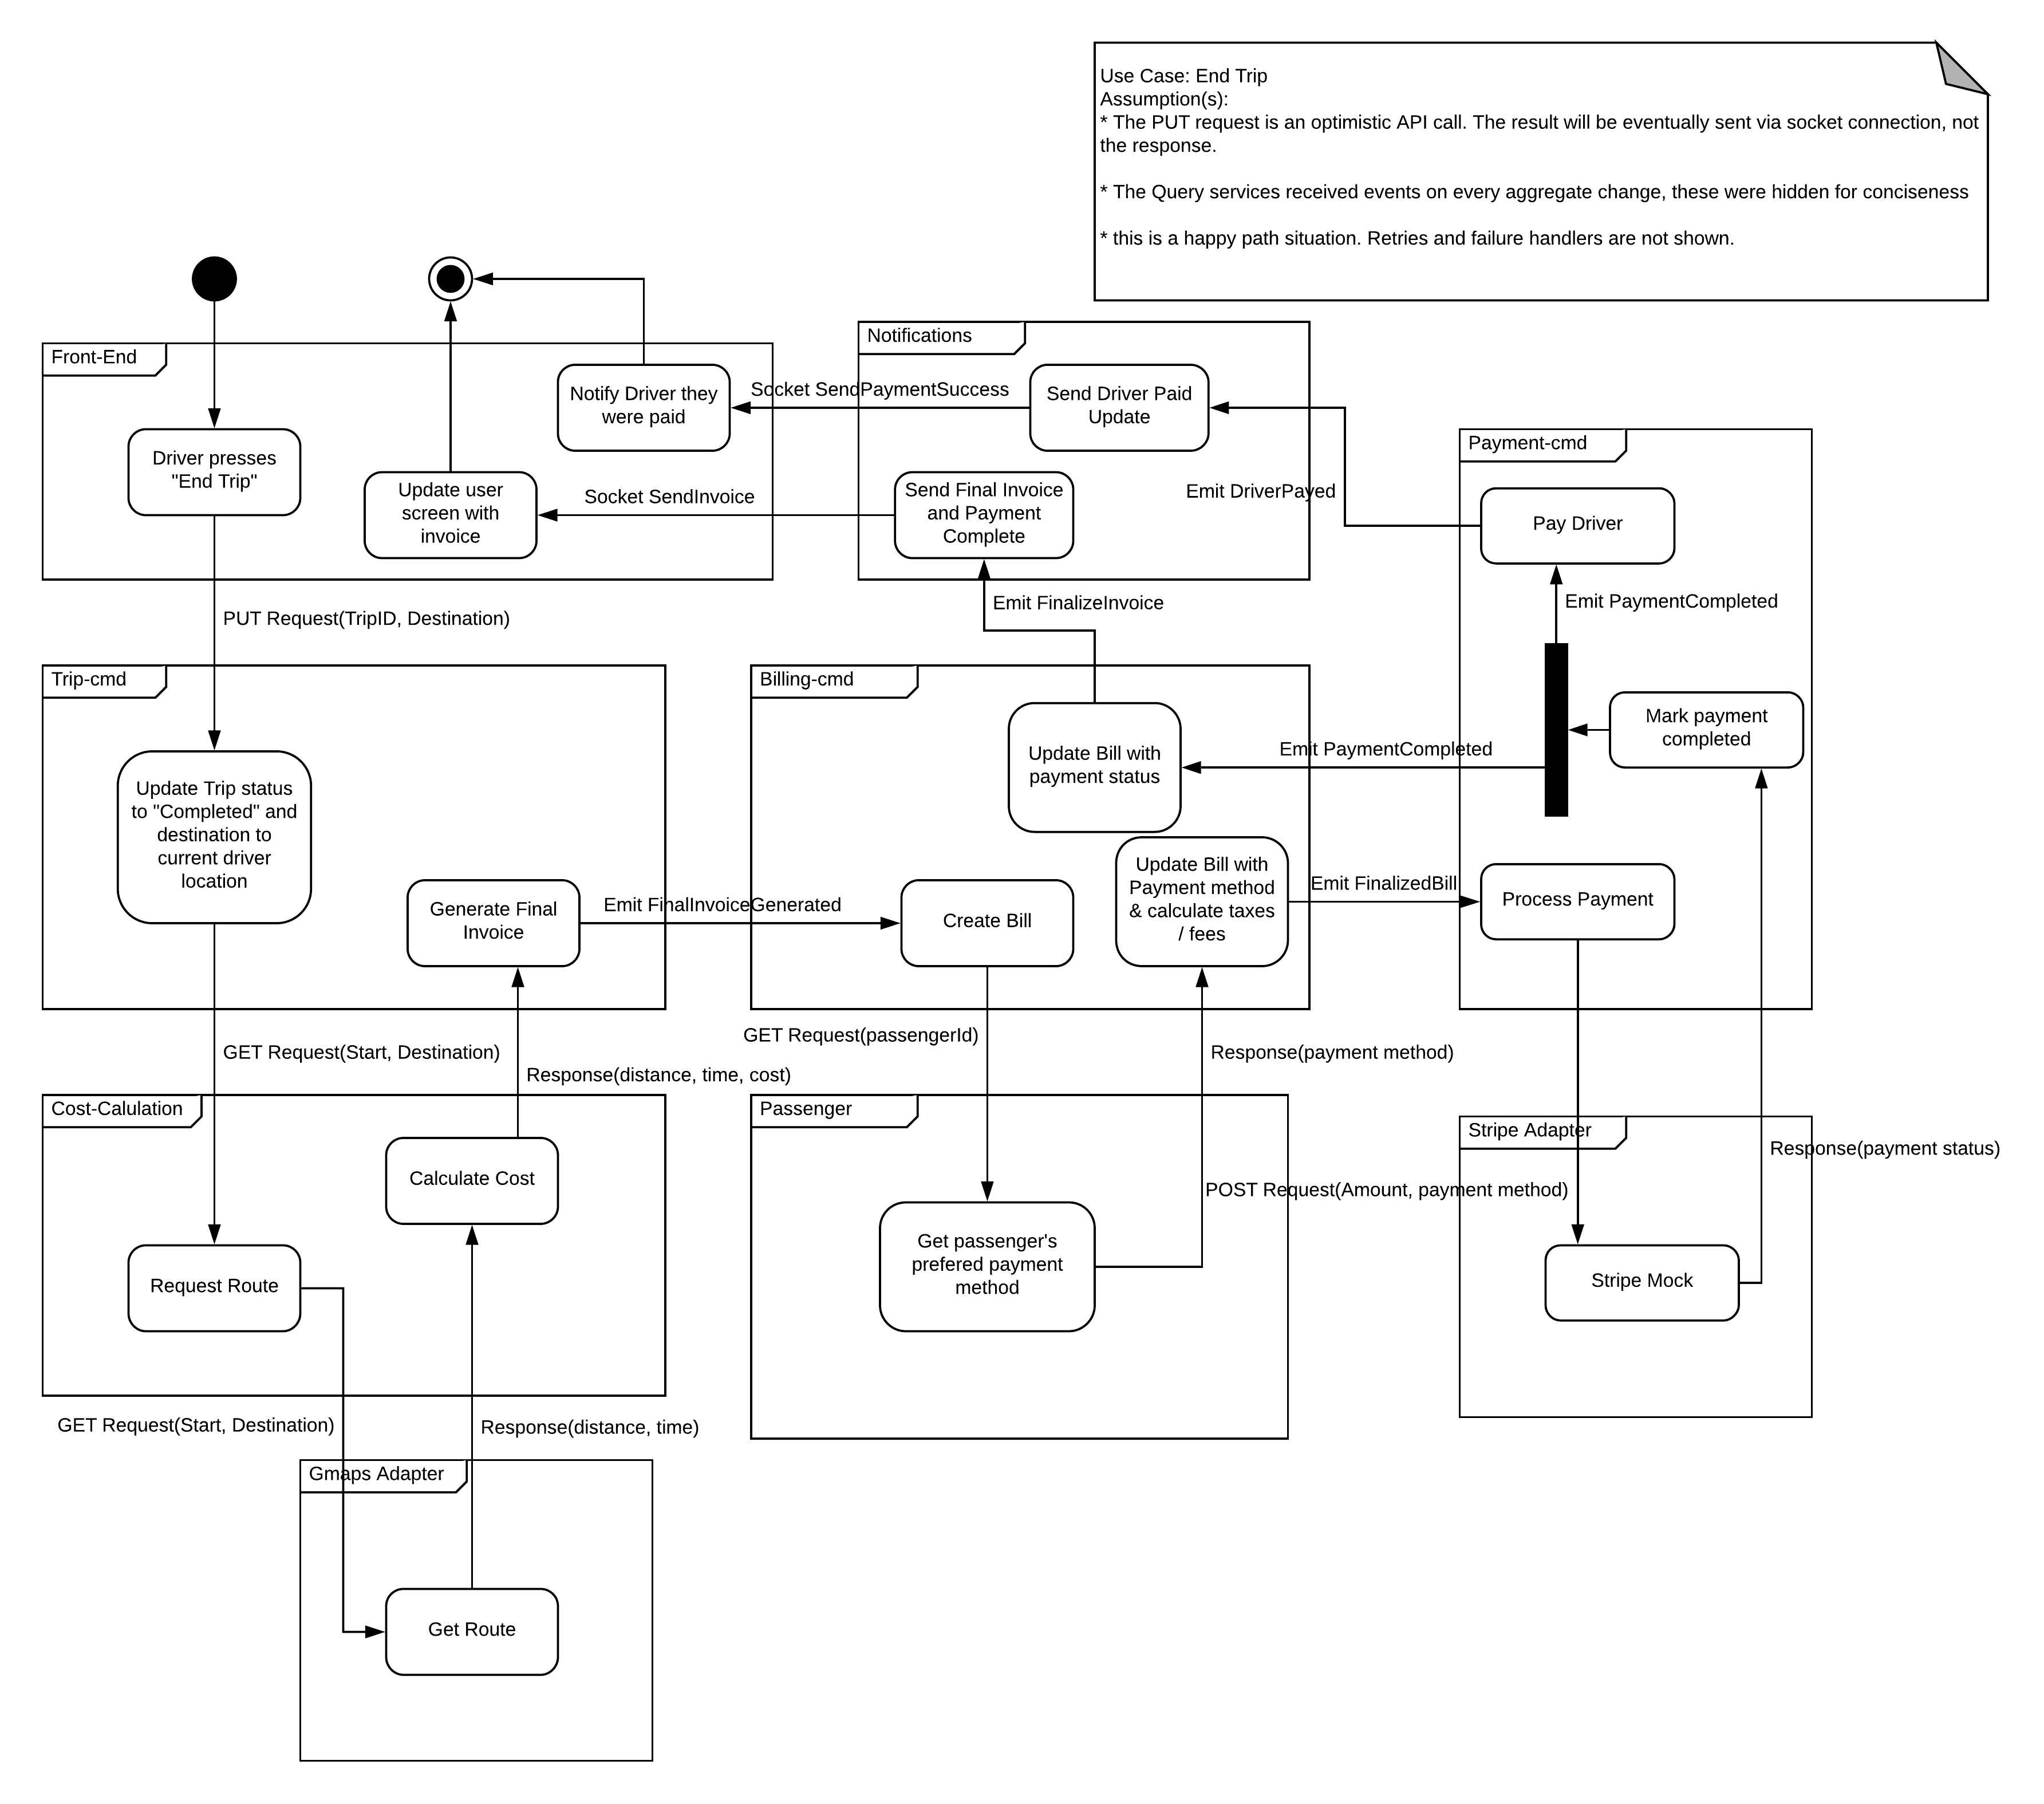 Use Case: End Trip
Assumption(s):
* The PUT request is an optimistic API call. The result will be eventually sent via socket connection, not
the response.
* The Query services received events on every aggregate change, these were hidden for conciseness
* this is a happy path situation. Retries and failure handlers are not shown.
Front-End
Driver presses
"End Trip"
Update user
screen with
invoice
Notify Driver they
were paid
Socket SendPaymentSuccess
Socket SendInvoice
Notifications
Send Driver Paid
Update
Send Final Invoice
and Payment
Complete
Emit DriverPayed
Payment-cmd
Pay Driver
Emit PaymentCompleted
Mark payment
completed
Process Payment
PUT Request(TripID, Destination)
Emit FinalizeInvoice
Trip-cmd
Update Trip status
to "Completed" and
destination to
current driver
location
Generate Final
Invoice
Emit FinalInvoiceGenerated
Billing-cmd
Update Bill with
payment status
Emit PaymentCompleted
Create Bill
Update Bill with
Payment method
& calculate taxes
/ fees
Emit FinalizedBill
GET Request(Start, Destination)
Response(distance, time, cost)
GET Request(passengerId)
Response(payment method)
Cost-Calulation
Calculate Cost
Request Route
Passenger
Get passenger's
prefered payment
method
POST Request(Amount, payment method)
Stripe Adapter
Response(payment status)
Stripe Mock
GET Request(Start, Destination)
Response(distance, time)
Gmaps Adapter
Get Route